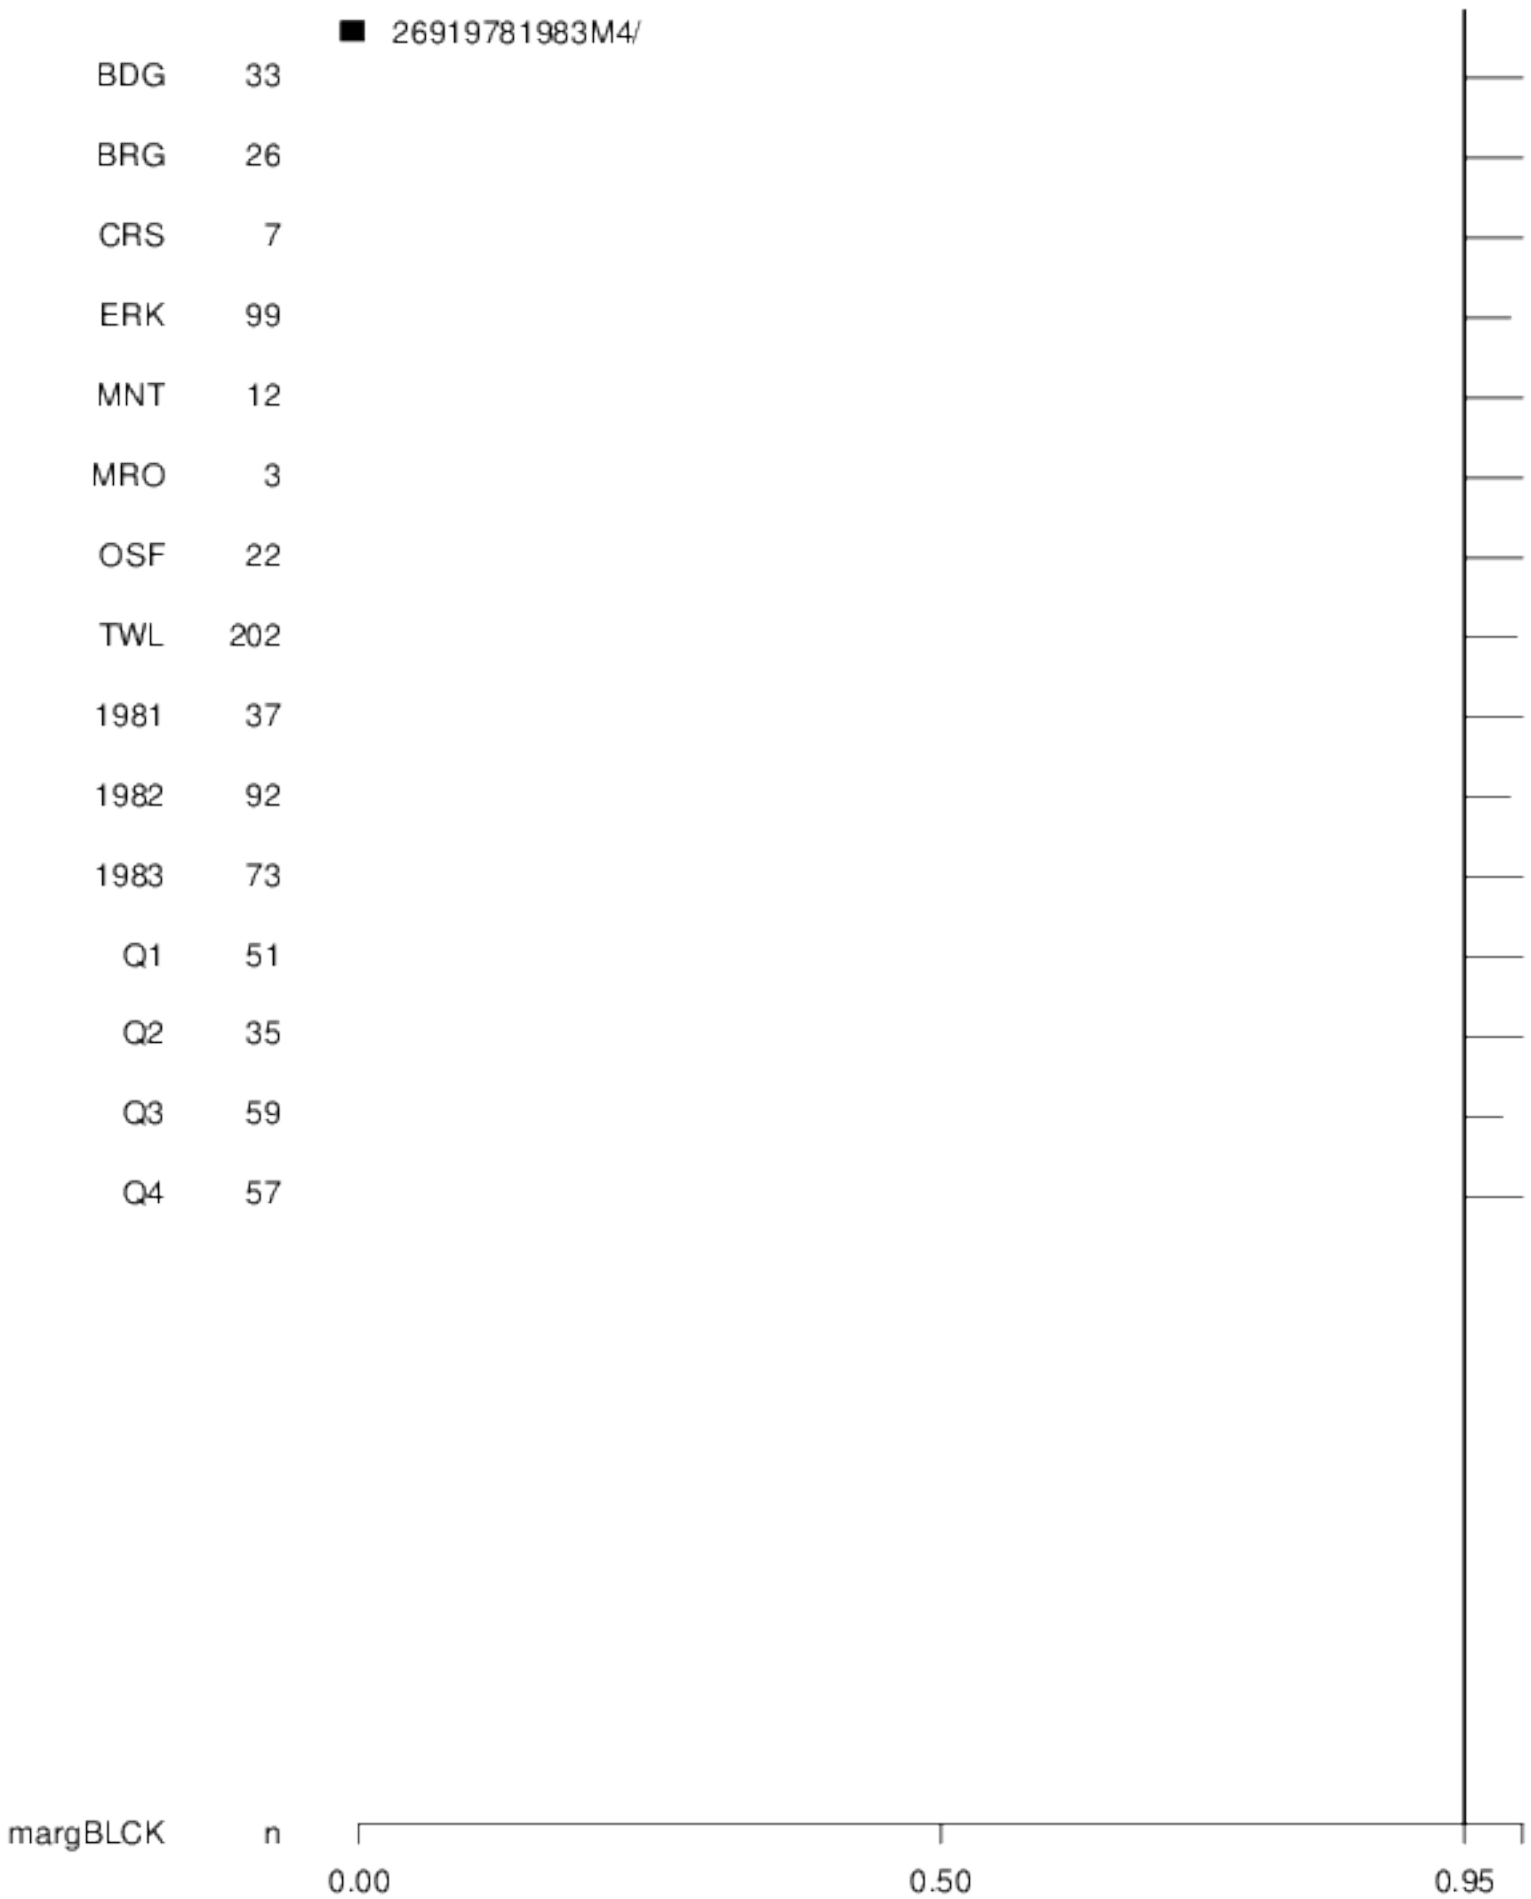 26919781983M4/
BDG 33
BRG 26
CRS 7
ERK 99
MNT 12
MRO 3
OSF 22
TWL 202
1981 37
1982 92
1983 73
Q1 51
Q2 35
Q3 59
Q4 57
margBLCK n
0.00 0.50 0.95